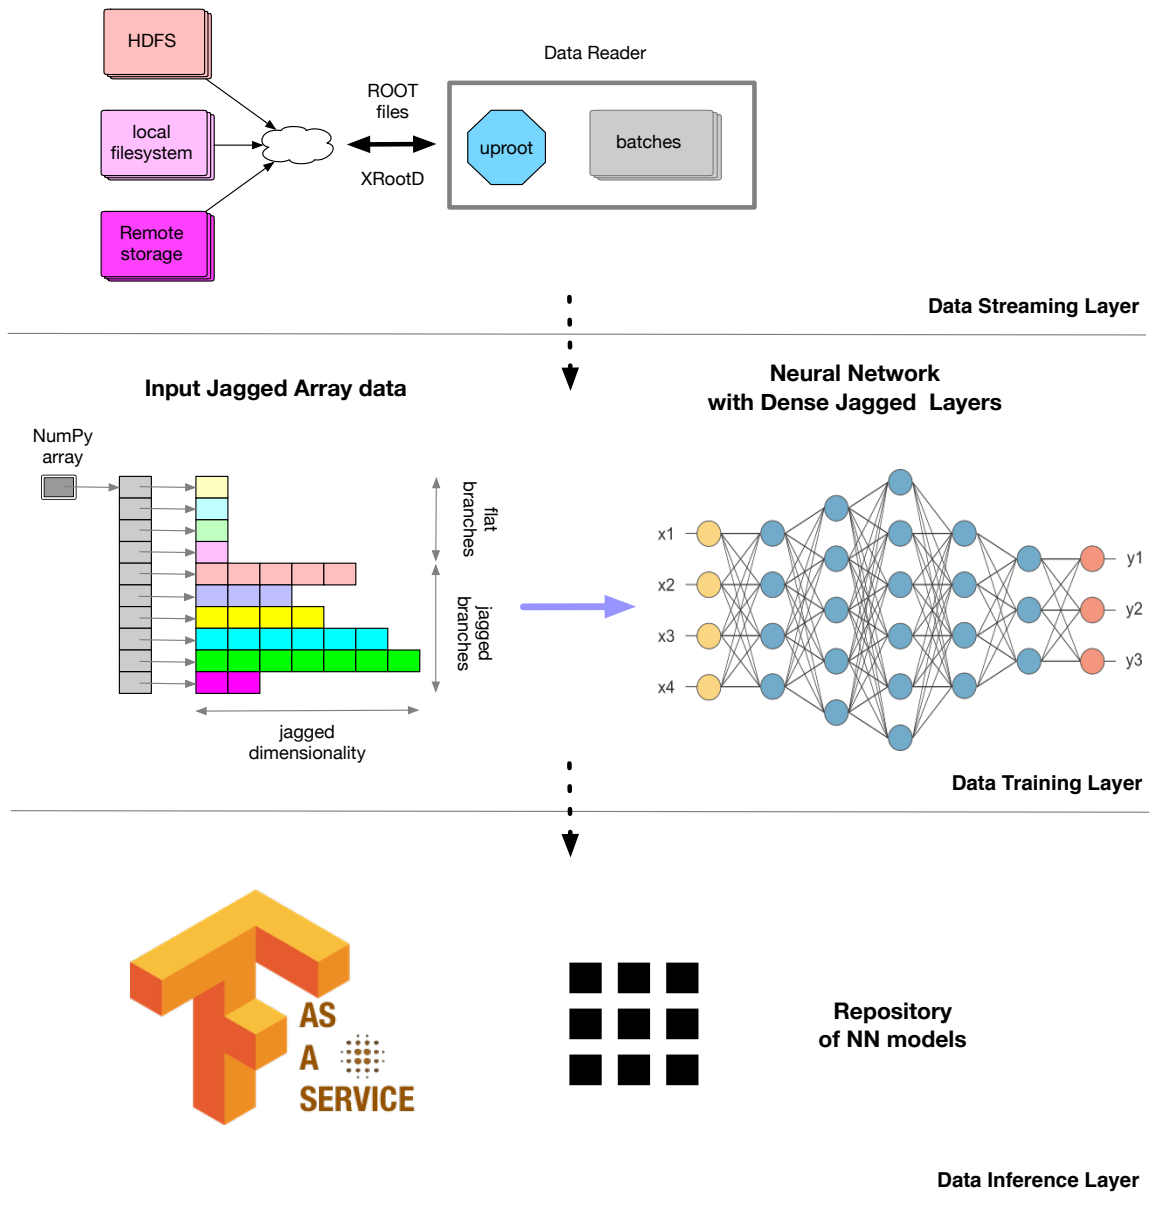 HDFS
local
filesystem
Remote
storage
ROOT
files
XRootD
Data Reader
uproot
batches
Data Streaming Layer
Input Jagged Array data
Neural Network
with Dense Jagged Layers
NumPy
array
flat
branches
jagged
branches
jagged
dimensionality
x1
x2
x3
x4
y1
y2
y3
Data Training Layer
AS
A
SERVICE
Repository
of NN models
Data Inference Layer